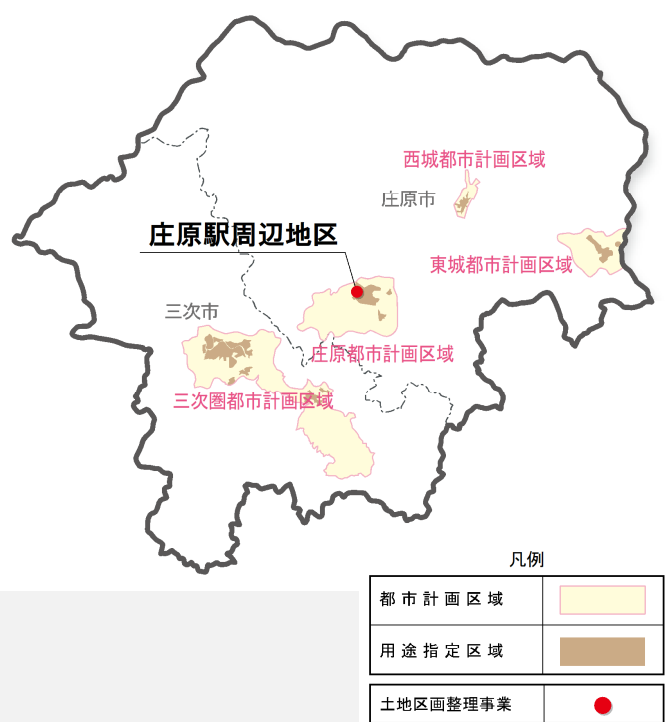 西城都市計画区域
庄原市
庄原駅周辺地区
東城都市計画区域
三次市
庄原都市計画区域
三次圏都市計画区域
凡例
都市計画区域
用途指定区域
土地区画整理事業